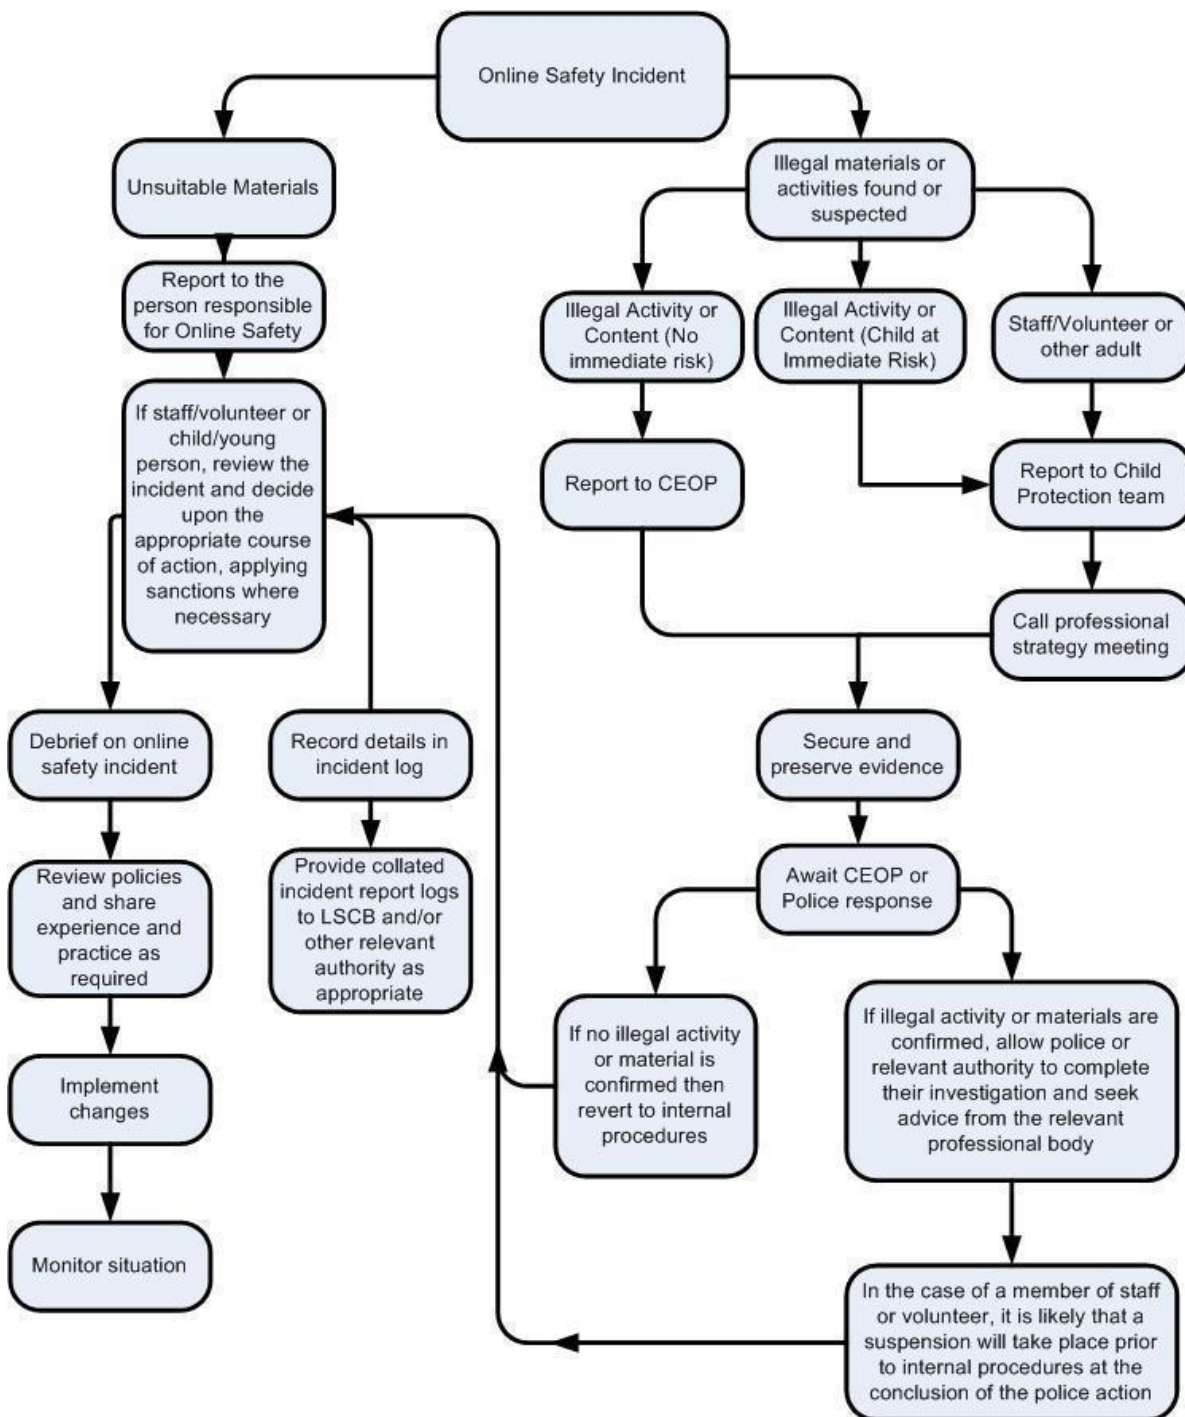 Online Safety Incident
Unsuitable Materials
Report to the
person responsible
for Online Safety
If staff/volunteer or
child/young
person, review the
incident and decide
upon the
appropriate course
of action, applying
sanctions where
necessary
Debrief on online
safety incident
Review policies
and share
experience and
practice as
required
Implement
changes
Monitor situation
Record details in
incident log
Provide collated
incident report logs
to LSCB and/or
other relevant
authority as
appropriate
Illegal materials or
activities found or
suspected
Illegal Activity or
Content (No
immediate risk)
Illegal Activity or
Content (Child at
Immediate Risk)
Staff/Volunteer or
other adult
Report to CEOP
Report to Child
Protection team
Call professional
strategy meeting
Secure and
preserve evidence
Await CEOP or
Police response
If no illegal activity
or material is
confirmed then
revert to internal
procedures
If illegal activity or materials are
confirmed, allow police or
relevant authority to complete
their investigation and seek
advice from the relevant
professional body
In the case of a member of staff
or volunteer, it is likely that a
suspension will take place prior
to internal procedures at the
conclusion of the police action